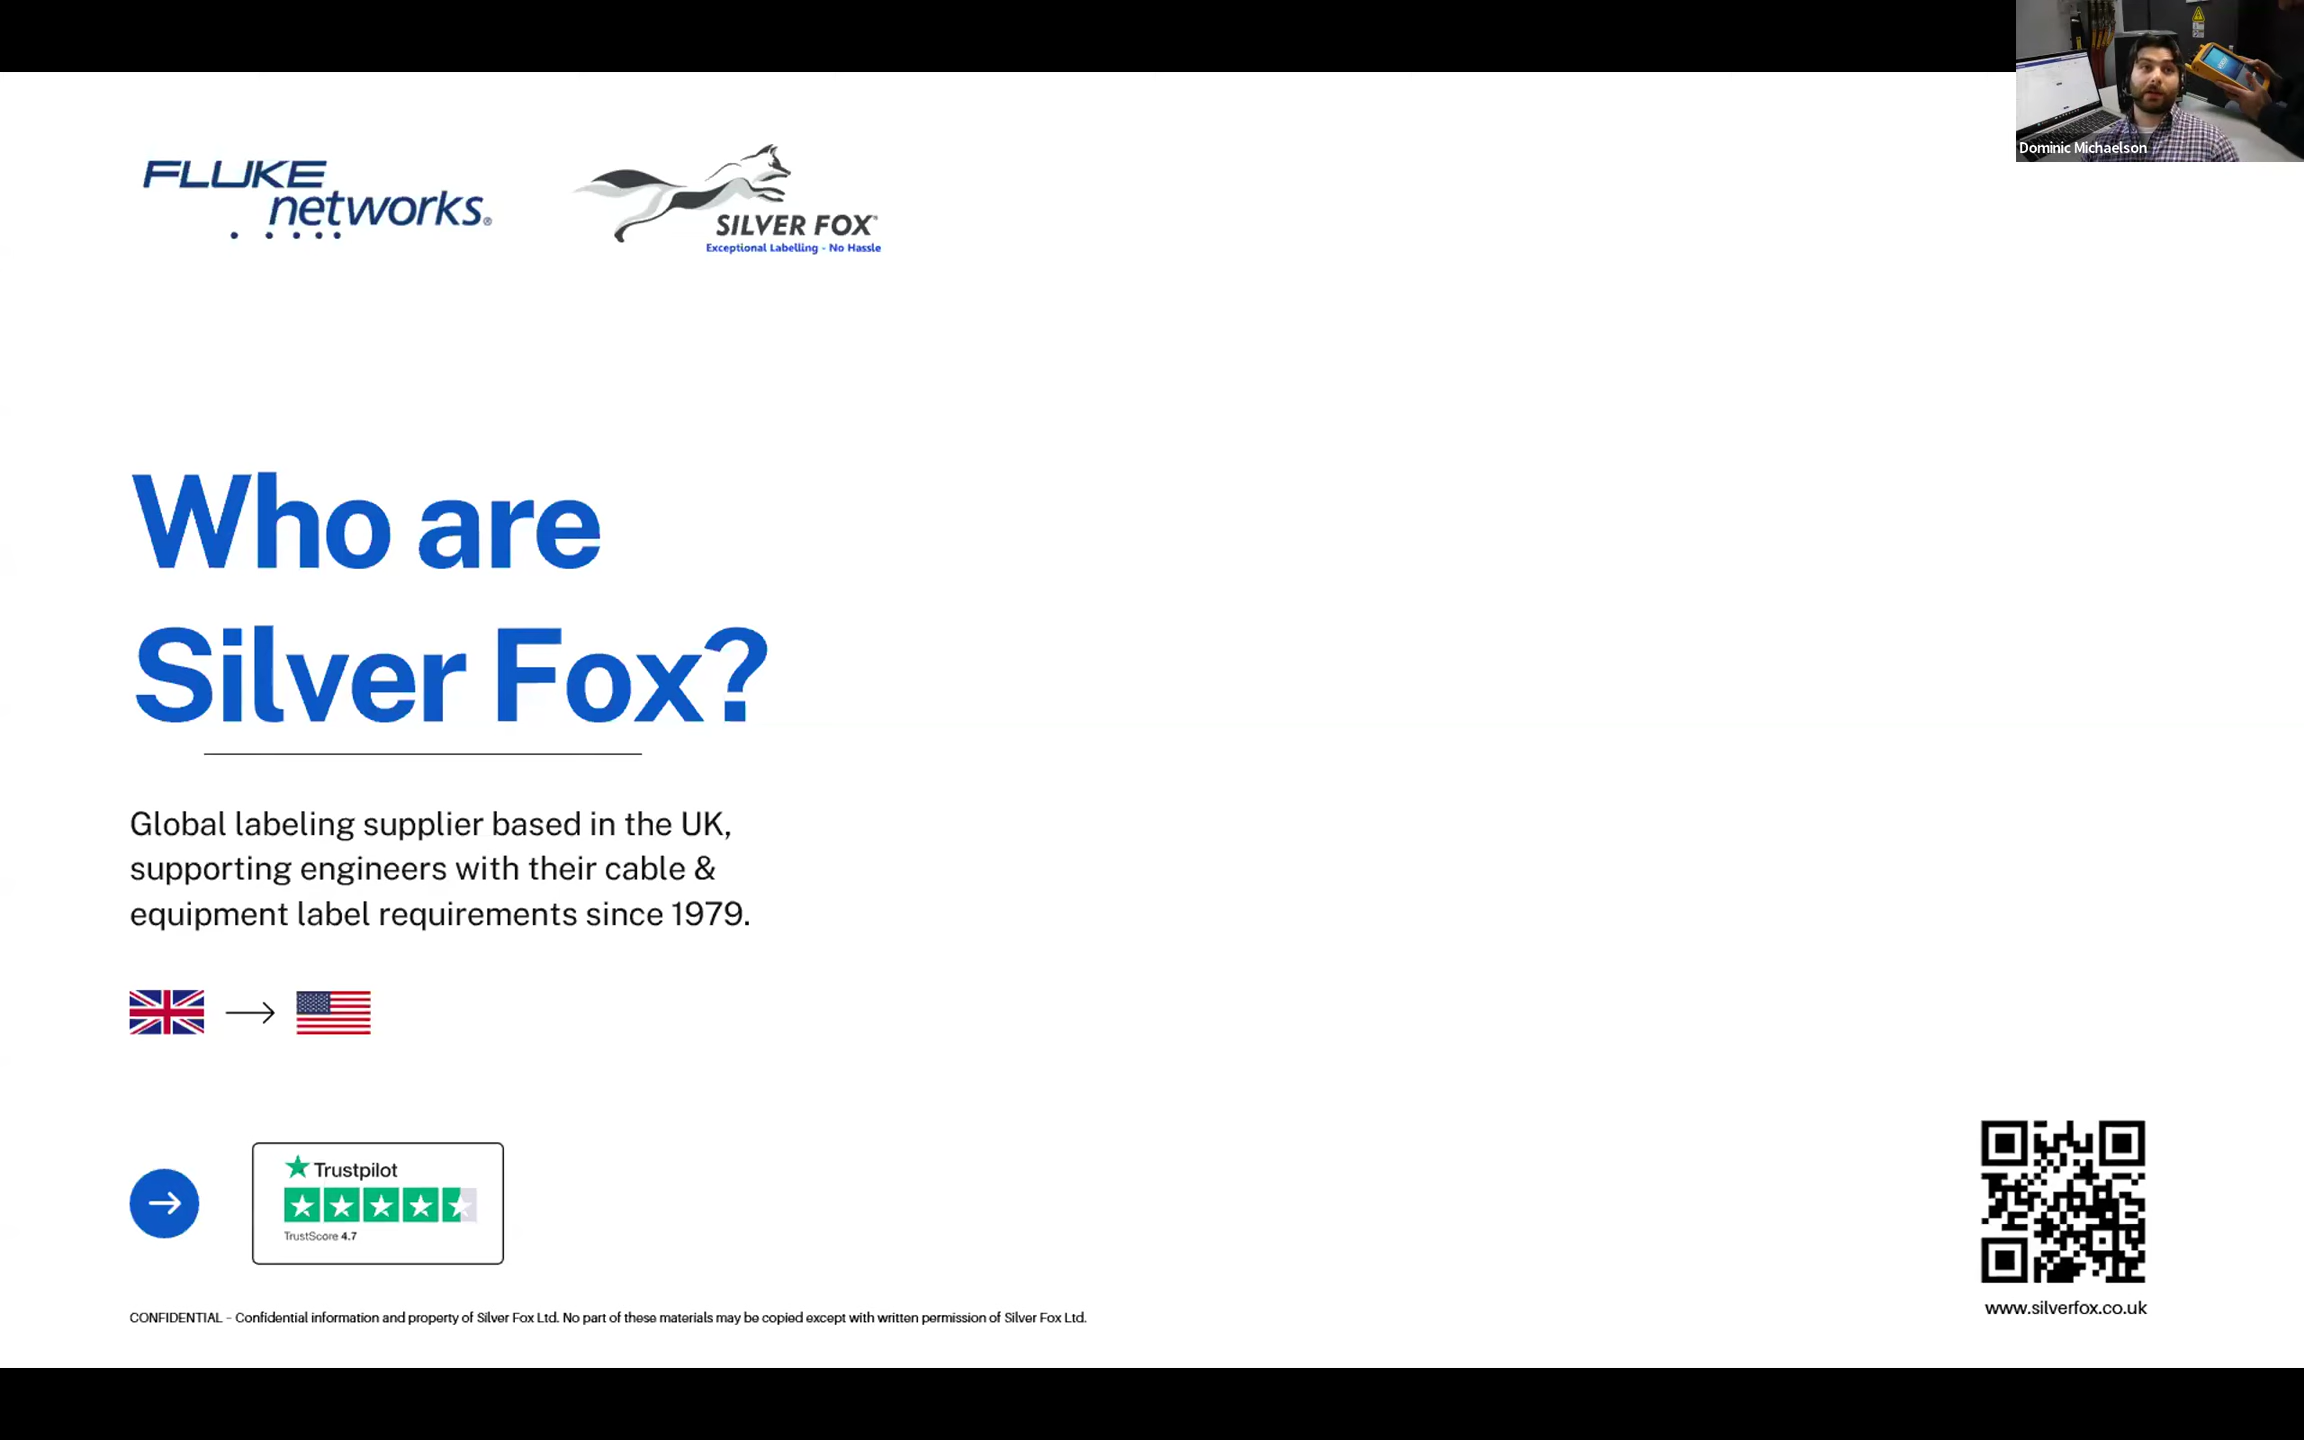 Dominic Michaelson
FLUKE
networks®
SILVER FOX®
Exceptional Labelling - No Hassle
Who are
Silver Fox?
Global labeling supplier based in the UK,
supporting engineers with their cable &
equipment label requirements since 1979.
Trustpilot
TrustScore 4.7
CONFIDENTIAL – Confidential information and property of Silver Fox Ltd. No part of these materials may be copied except with written permission of Silver Fox Ltd.
www.silverfox.co.uk